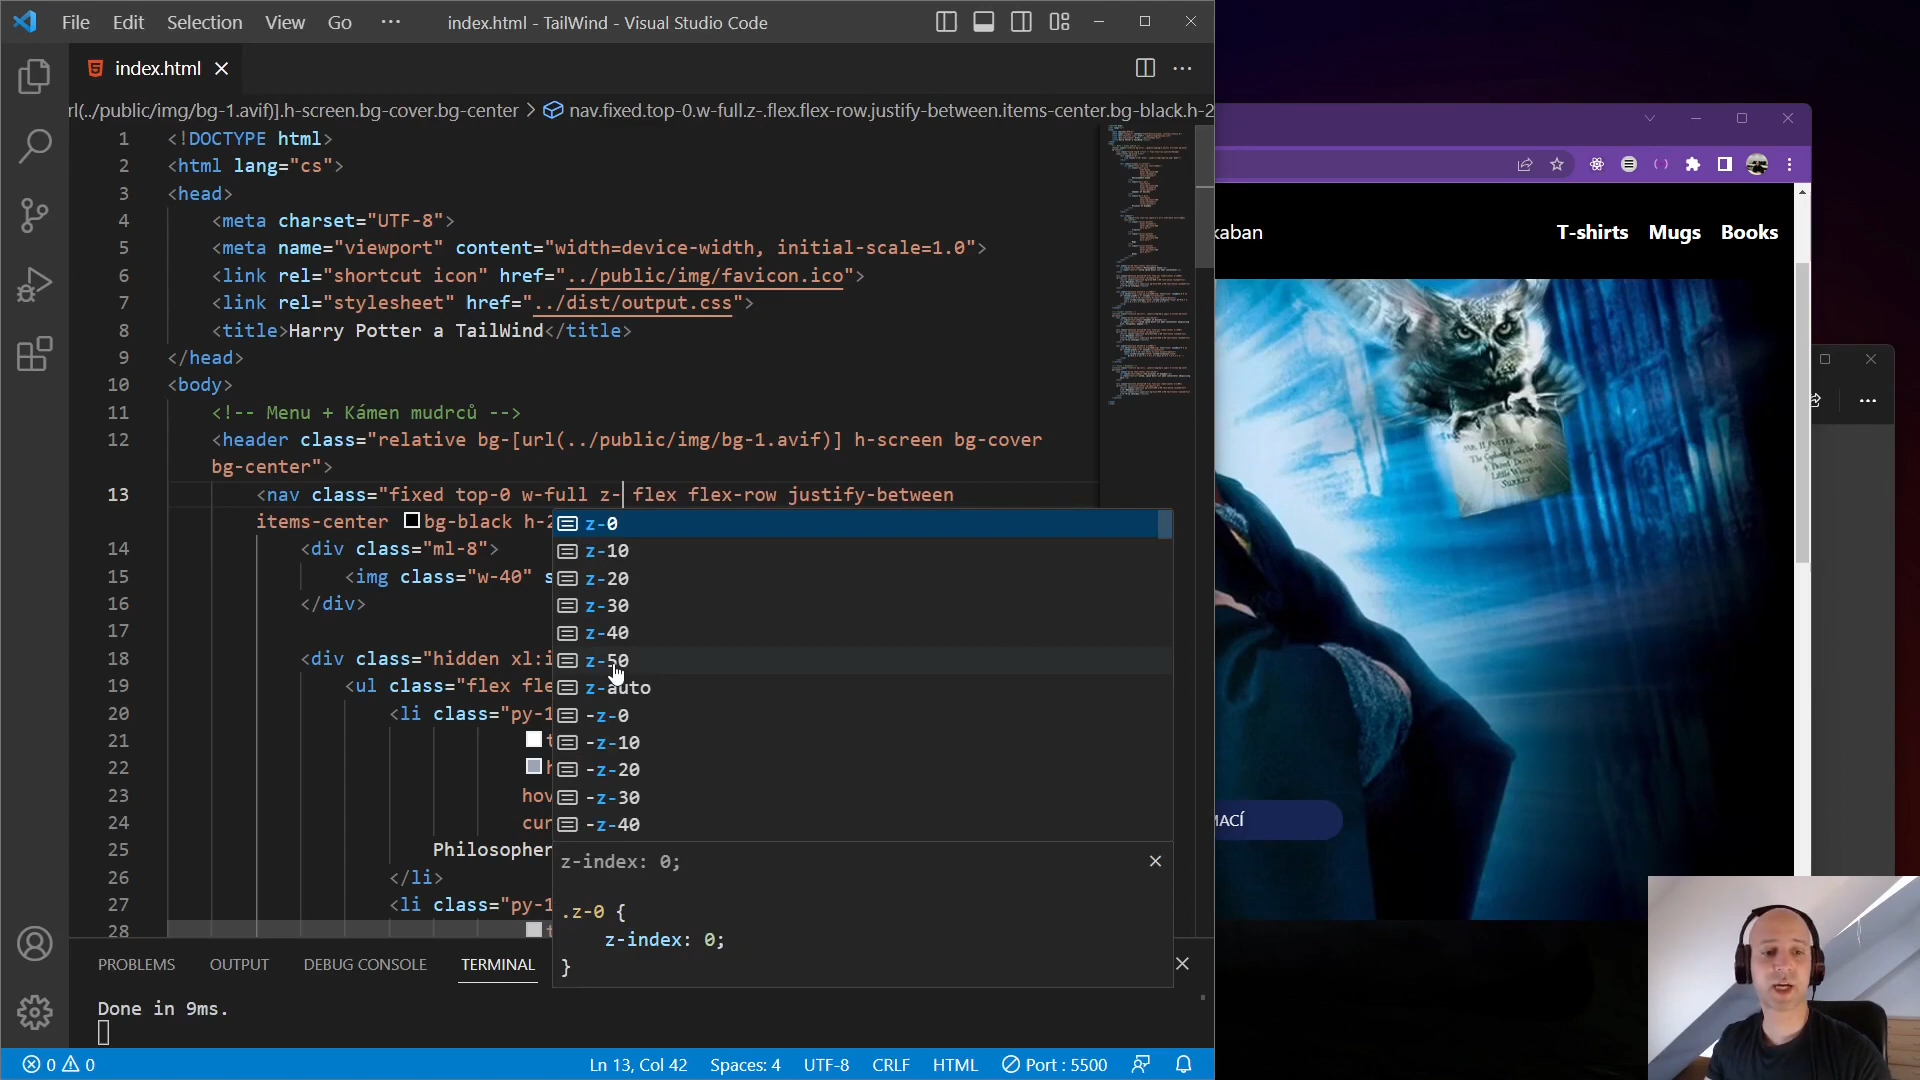 File Edit Selection View Go ··· index.html - TailWind - Visual Studio Code
index.html
rl(../public/img/bg-1.avif)].h-screen.bg-cover.bg-center > nav.fixed.top-0.w-full.z-.flex.flex-row.justify-between.items-center.bg-black.h-2
1 <!DOCTYPE html>
2 <html lang="cs">
3 <head>
4 <meta charset="UTF-8">
5 <meta name="viewport" content="width=device-width, initial-scale=1.0">
6 <link rel="shortcut icon" href="../public/img/favicon.ico">
7 <link rel="stylesheet" href="../dist/output.css">
8 <title>Harry Potter a TailWind</title>
9 </head>
10 <body>
11 <!-- Menu + Kámen mudrců -->
12 <header class="relative bg-[url(../public/img/bg-1.avif)] h-screen bg-cover
bg-center">
13 <nav class="fixed top-0 w-full z- flex flex-row justify-between
items-center bg-black h-2
14 <div class="ml-8">
15 <img class="w-40" s
16 </div>
17
18 <div class="hidden xl:i
19 <ul class="flex fle
20 <li class="py-1
21 t
22 h
23 hov
24 cur
25 Philosopher
26 </li>
27 <li class="py-1
28 t
z-0
z-10
z-20
z-30
z-40
z-50
z-auto
-z-0
-z-10
-z-20
-z-30
-z-40
z-index: 0;
.z-0 {
z-index: 0;
}
PROBLEMS OUTPUT DEBUG CONSOLE TERMINAL
Done in 9ms.
0 0 Ln 13, Col 42 Spaces: 4 UTF-8 CRLF HTML Port : 5500
kaban T-shirts Mugs Books
MACÍ